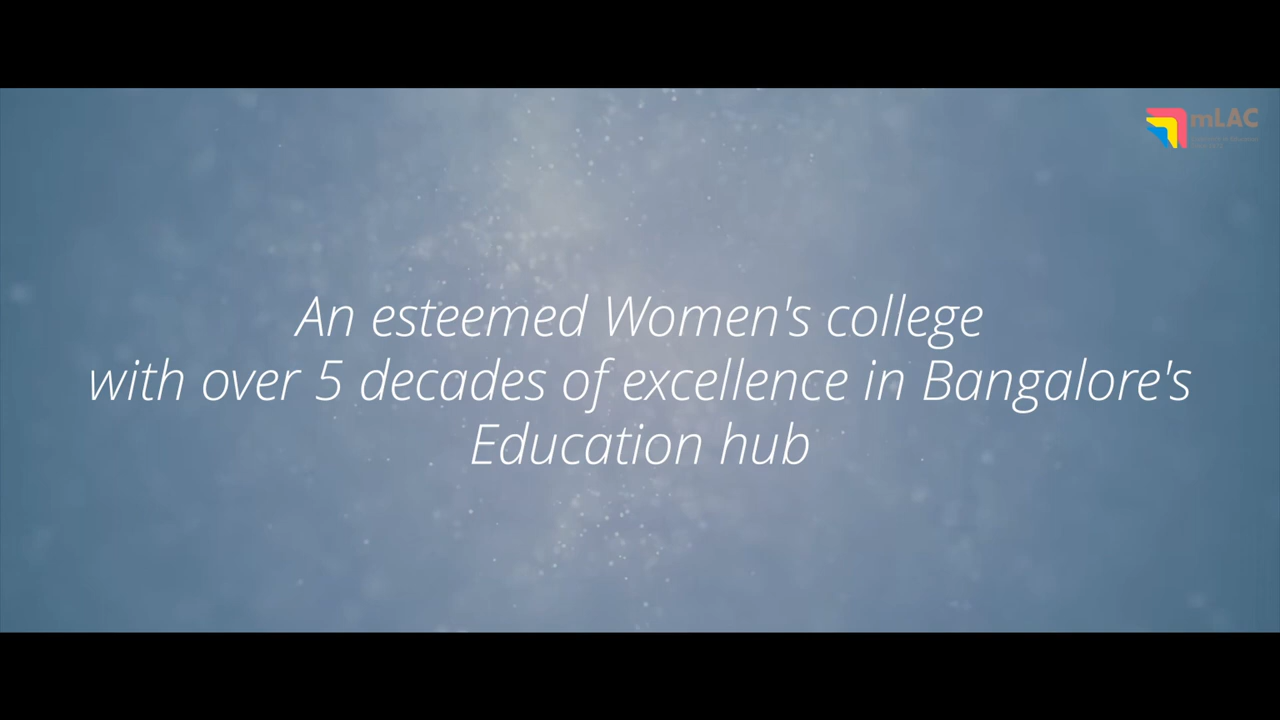 mLAC
An esteemed Women's college
with over 5 decades of excellence in Bangalore's
Education hub